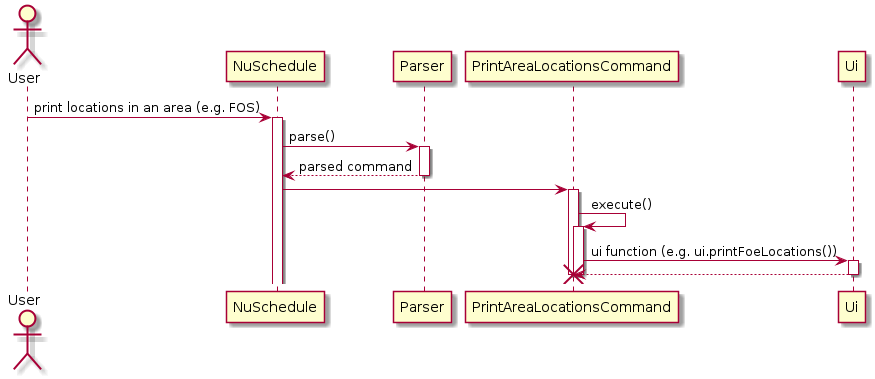 User
NuSchedule
Parser
PrintAreaLocationsCommand
Ui
print locations in an area (e.g. FOS)
parse()
parsed command
execute()
ui function (e.g. ui.printFoeLocations())
User
NuSchedule
Parser
PrintAreaLocationsCommand
Ui